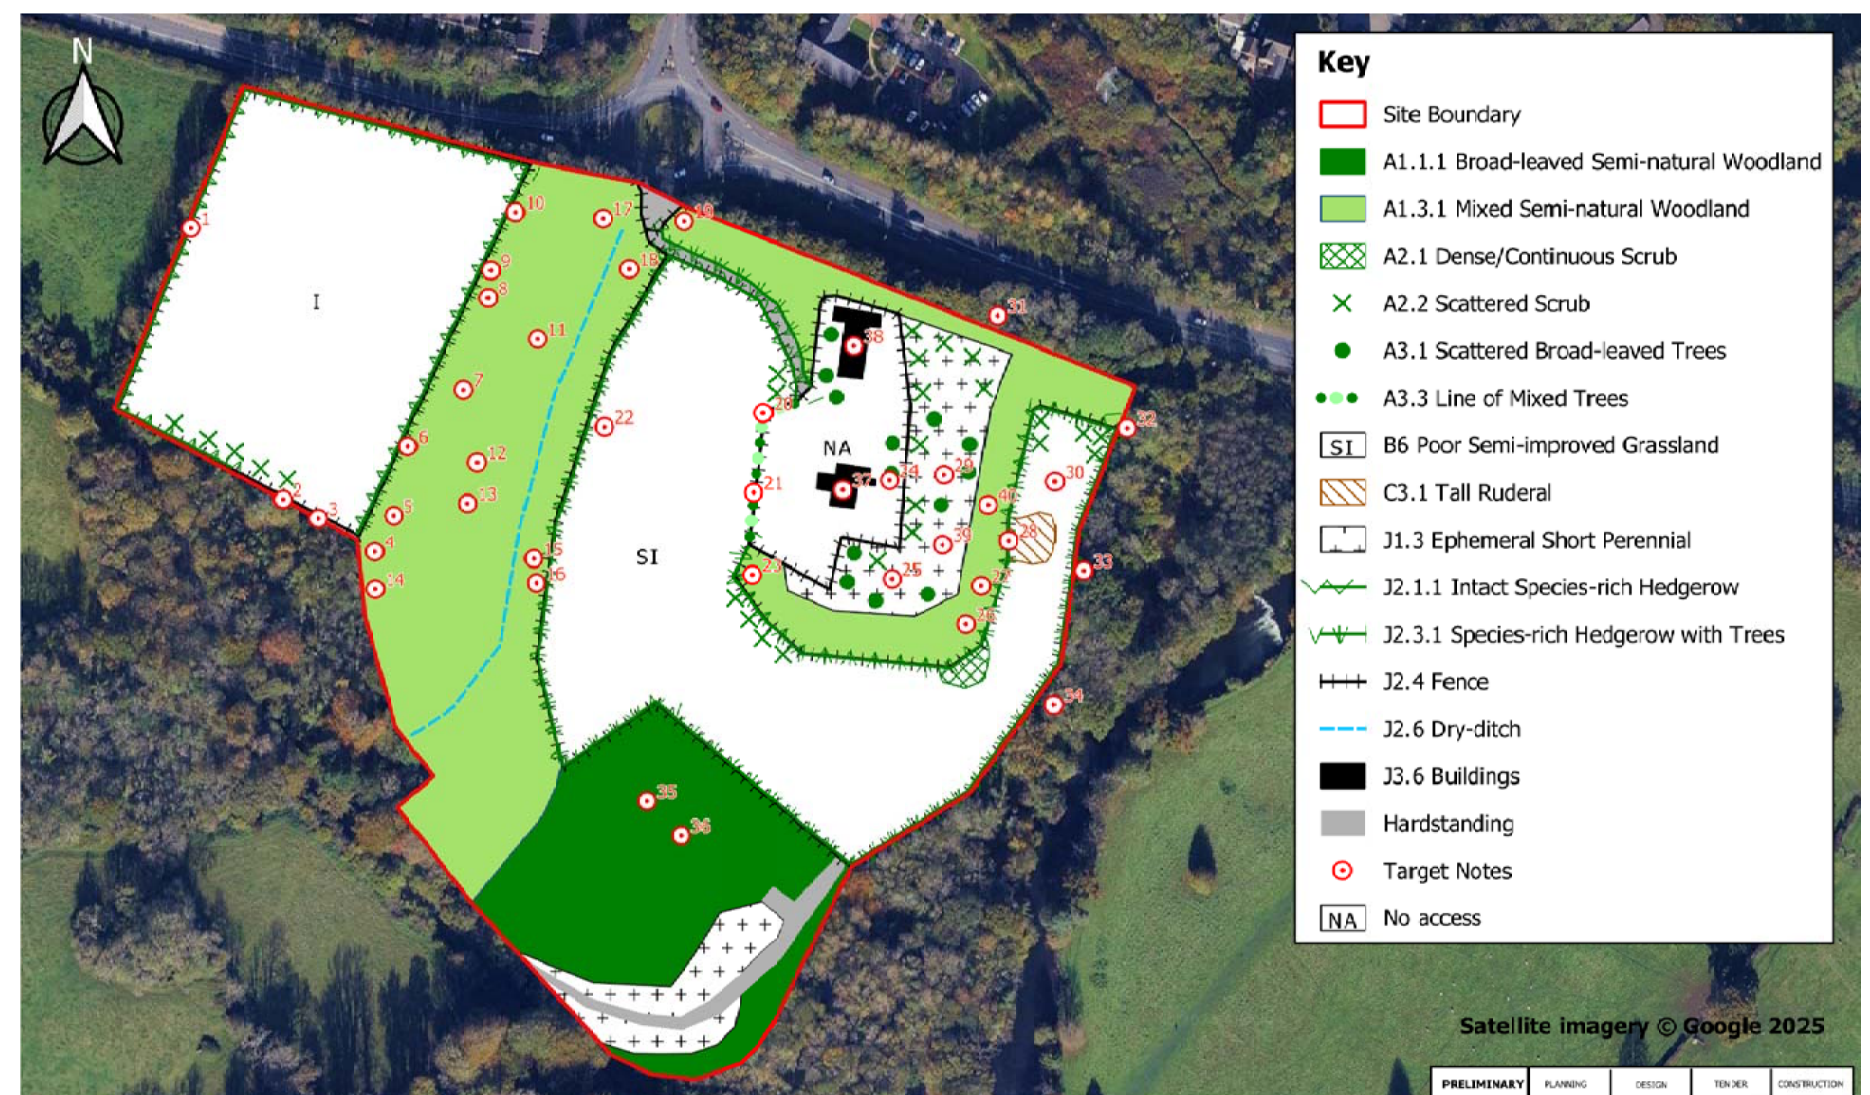 N
Key
Site Boundary
A1.1.1 Broad-leaved Semi-natural Woodland
A1.3.1 Mixed Semi-natural Woodland
A2.1 Dense/Continuous Scrub
A2.2 Scattered Scrub
A3.1 Scattered Broad-leaved Trees
A3.3 Line of Mixed Trees
SI B6 Poor Semi-improved Grassland
C3.1 Tall Ruderal
J1.3 Ephemeral Short Perennial
J2.1.1 Intact Species-rich Hedgerow
J2.3.1 Species-rich Hedgerow with Trees
J2.4 Fence
J2.6 Dry-ditch
J3.6 Buildings
Hardstanding
Target Notes
NA No access
10
17
19
1
9
18
8
I
31
11
38
7
20
22
32
6
NA
12
21
37
34
29
30
2
13
40
3
5
28
4
15
SI
39
33
14
16
23
25
27
26
34
35
36
Satellite imagery © Google 2025
PRELIMINARY
PLANNING
DESIGN
TENDER
CONSTRUCTION